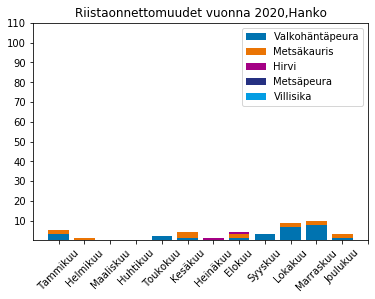 Riistaonnettomuudet vuonna 2020,Hanko
110
100
90
80
70
60
50
40
30
20
10
Valkohäntäpeura
Metsäkauris
Hirvi
Metsäpeura
Villisika
Tammikuu
Helmikuu
Maaliskuu
Huhtikuu
Toukokuu
Kesäkuu
Heinäkuu
Elokuu
Syyskuu
Lokakuu
Marraskuu
Joulukuu